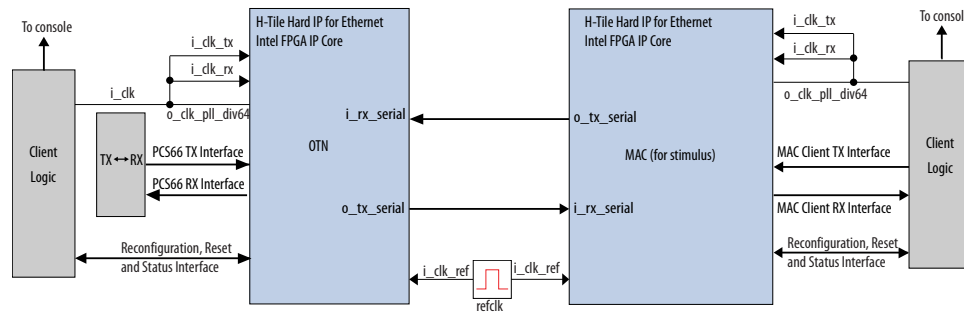 To console
H-Tile Hard IP for Ethernet
Intel FPGA IP Core
i_clk_tx
i_clk_rx
i_clk
o_clk_pll_div64
Client
Logic
TX
RX
PCS66 TX Interface
PCS66 RX Interface
Reconfiguration, Reset
and Status Interface
i_rx_serial
OTN
o_tx_serial
i_clk_ref
refclk
i_clk_ref
H-Tile Hard IP for Ethernet
Intel FPGA IP Core
o_tx_serial
MAC (for stimulus)
i_rx_serial
To console
i_clk_tx
i_clk_rx
o_clk_pll_div64
MAC Client TX Interface
MAC Client RX Interface
Reconfiguration, Reset
and Status Interface
Client
Logic